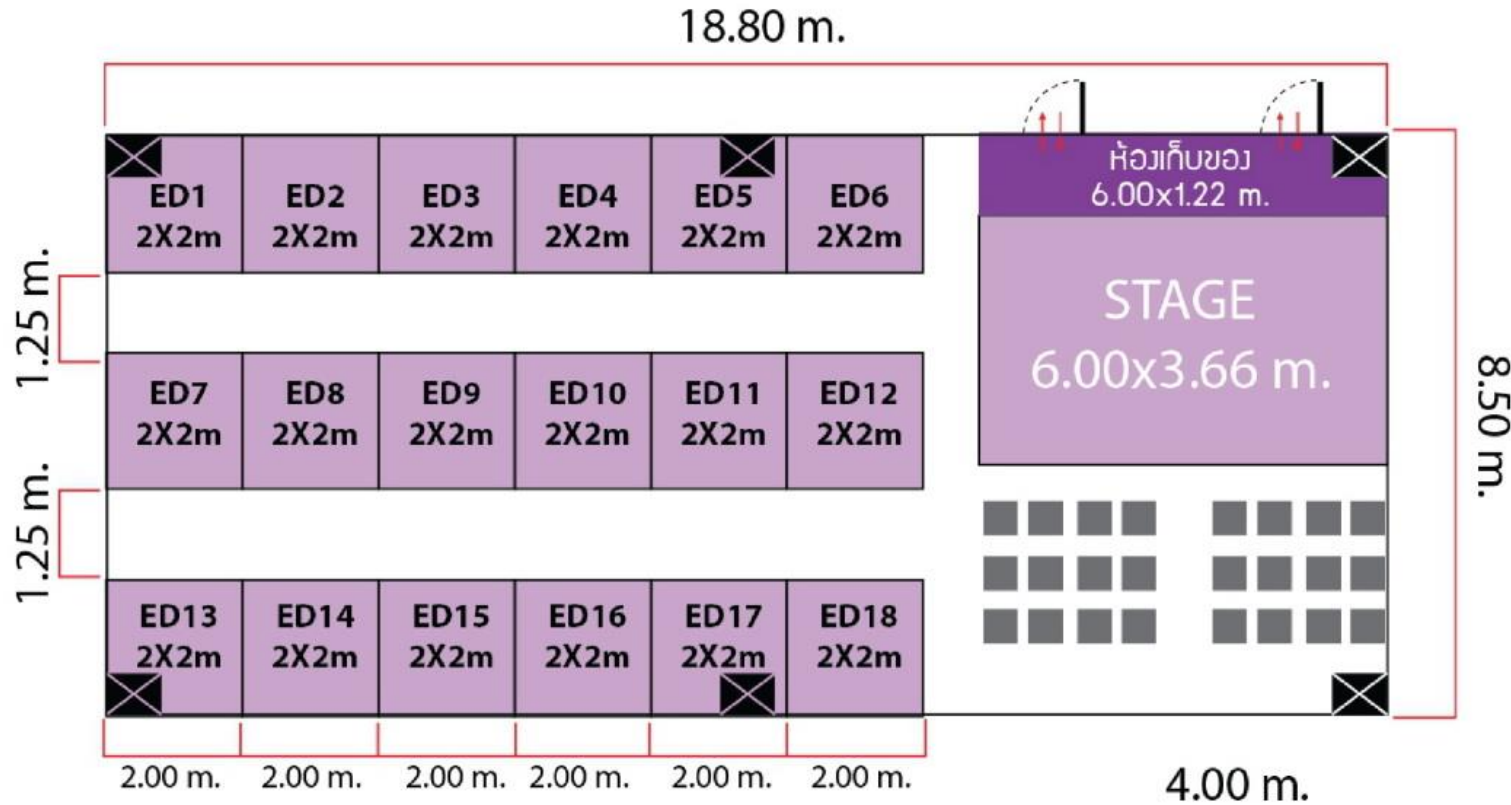 18.80 m.
ห้องเก็บของ
6.00x1.22 m.
ED1
2X2m
ED2
2X2m
ED3
2X2m
ED4
2X2m
ED5
2X2m
ED6
2X2m
1.25 m.
STAGE
6.00x3.66 m.
8.50 m.
ED7
2X2m
ED8
2X2m
ED9
2X2m
ED10
2X2m
ED11
2X2m
ED12
2X2m
1.25 m.
ED13
2X2m
ED14
2X2m
ED15
2X2m
ED16
2X2m
ED17
2X2m
ED18
2X2m
2.00 m.
2.00 m.
2.00 m.
2.00 m.
2.00 m.
2.00 m.
4.00 m.